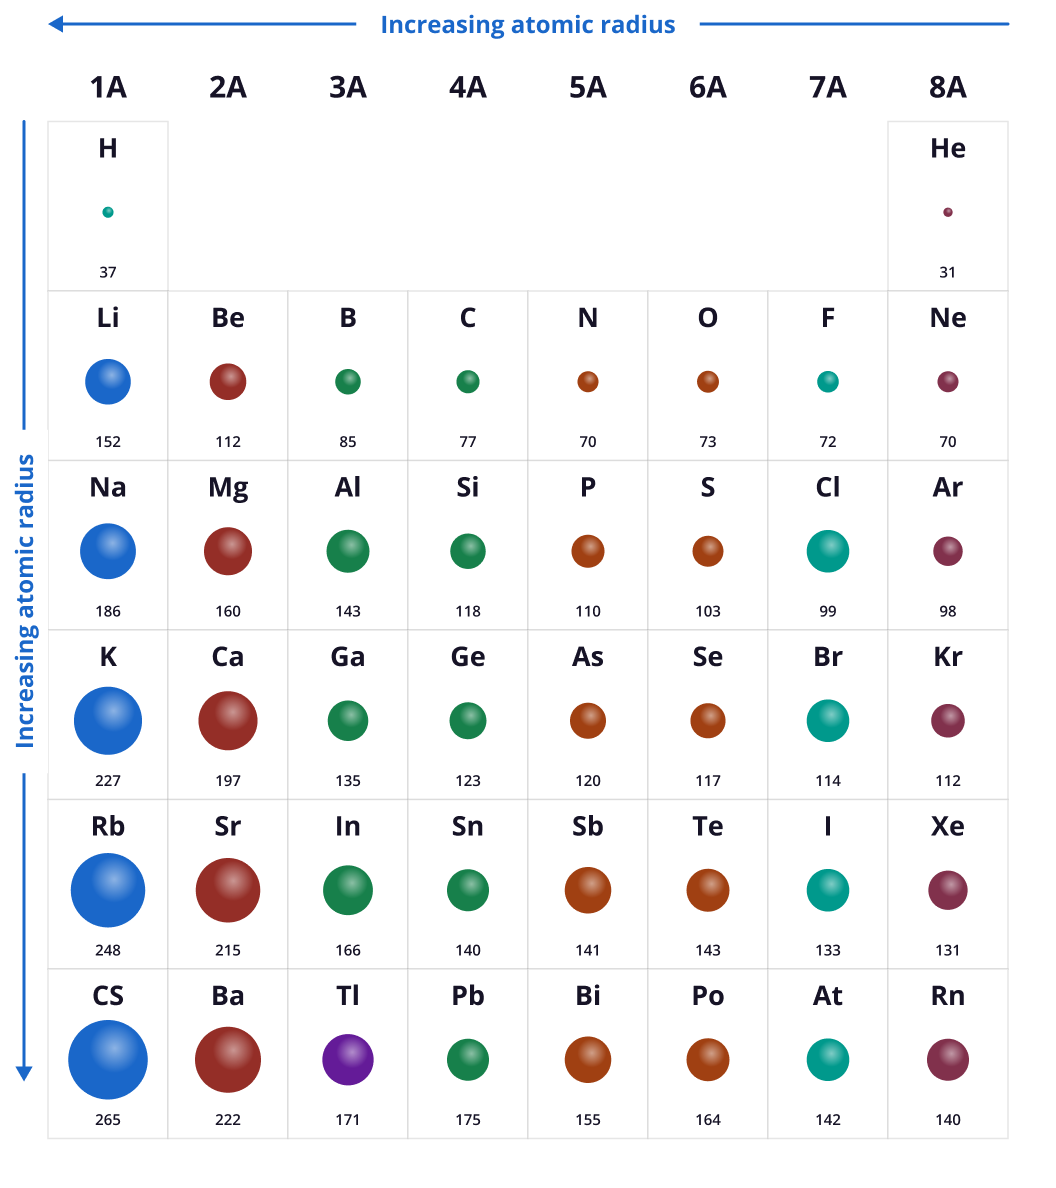 Increasing atomic radius
1A 2A 3A 4A 5A 6A 7A 8A
Increasing atomic radius
H He
37 31
Li Be B C N O F Ne
152 112 85 77 70 73 72 70
Na Mg Al Si P S Cl Ar
186 160 143 118 110 103 99 98
K Ca Ga Ge As Se Br Kr
227 197 135 123 120 117 114 112
Rb Sr In Sn Sb Te I Xe
248 215 166 140 141 143 133 131
CS Ba Tl Pb Bi Po At Rn
265 222 171 175 155 164 142 140